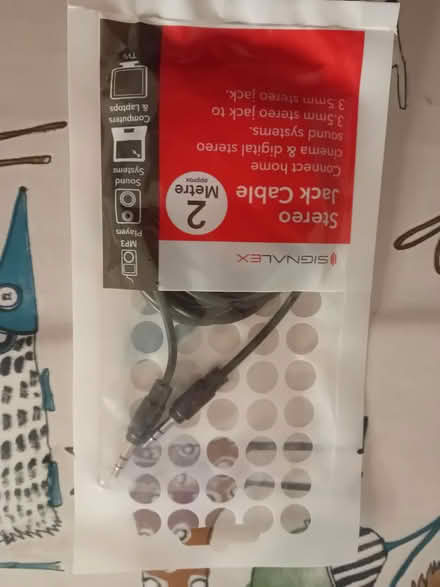 SIGNALEX
Stereo
Jack Cable
2
Metre
approx
Connect home
cinema & digital stereo
sound systems.
3.5mm stereo jack to
3.5mm stereo jack.
MP3
Players
Sound
Systems
Computers
& Laptops
TVs